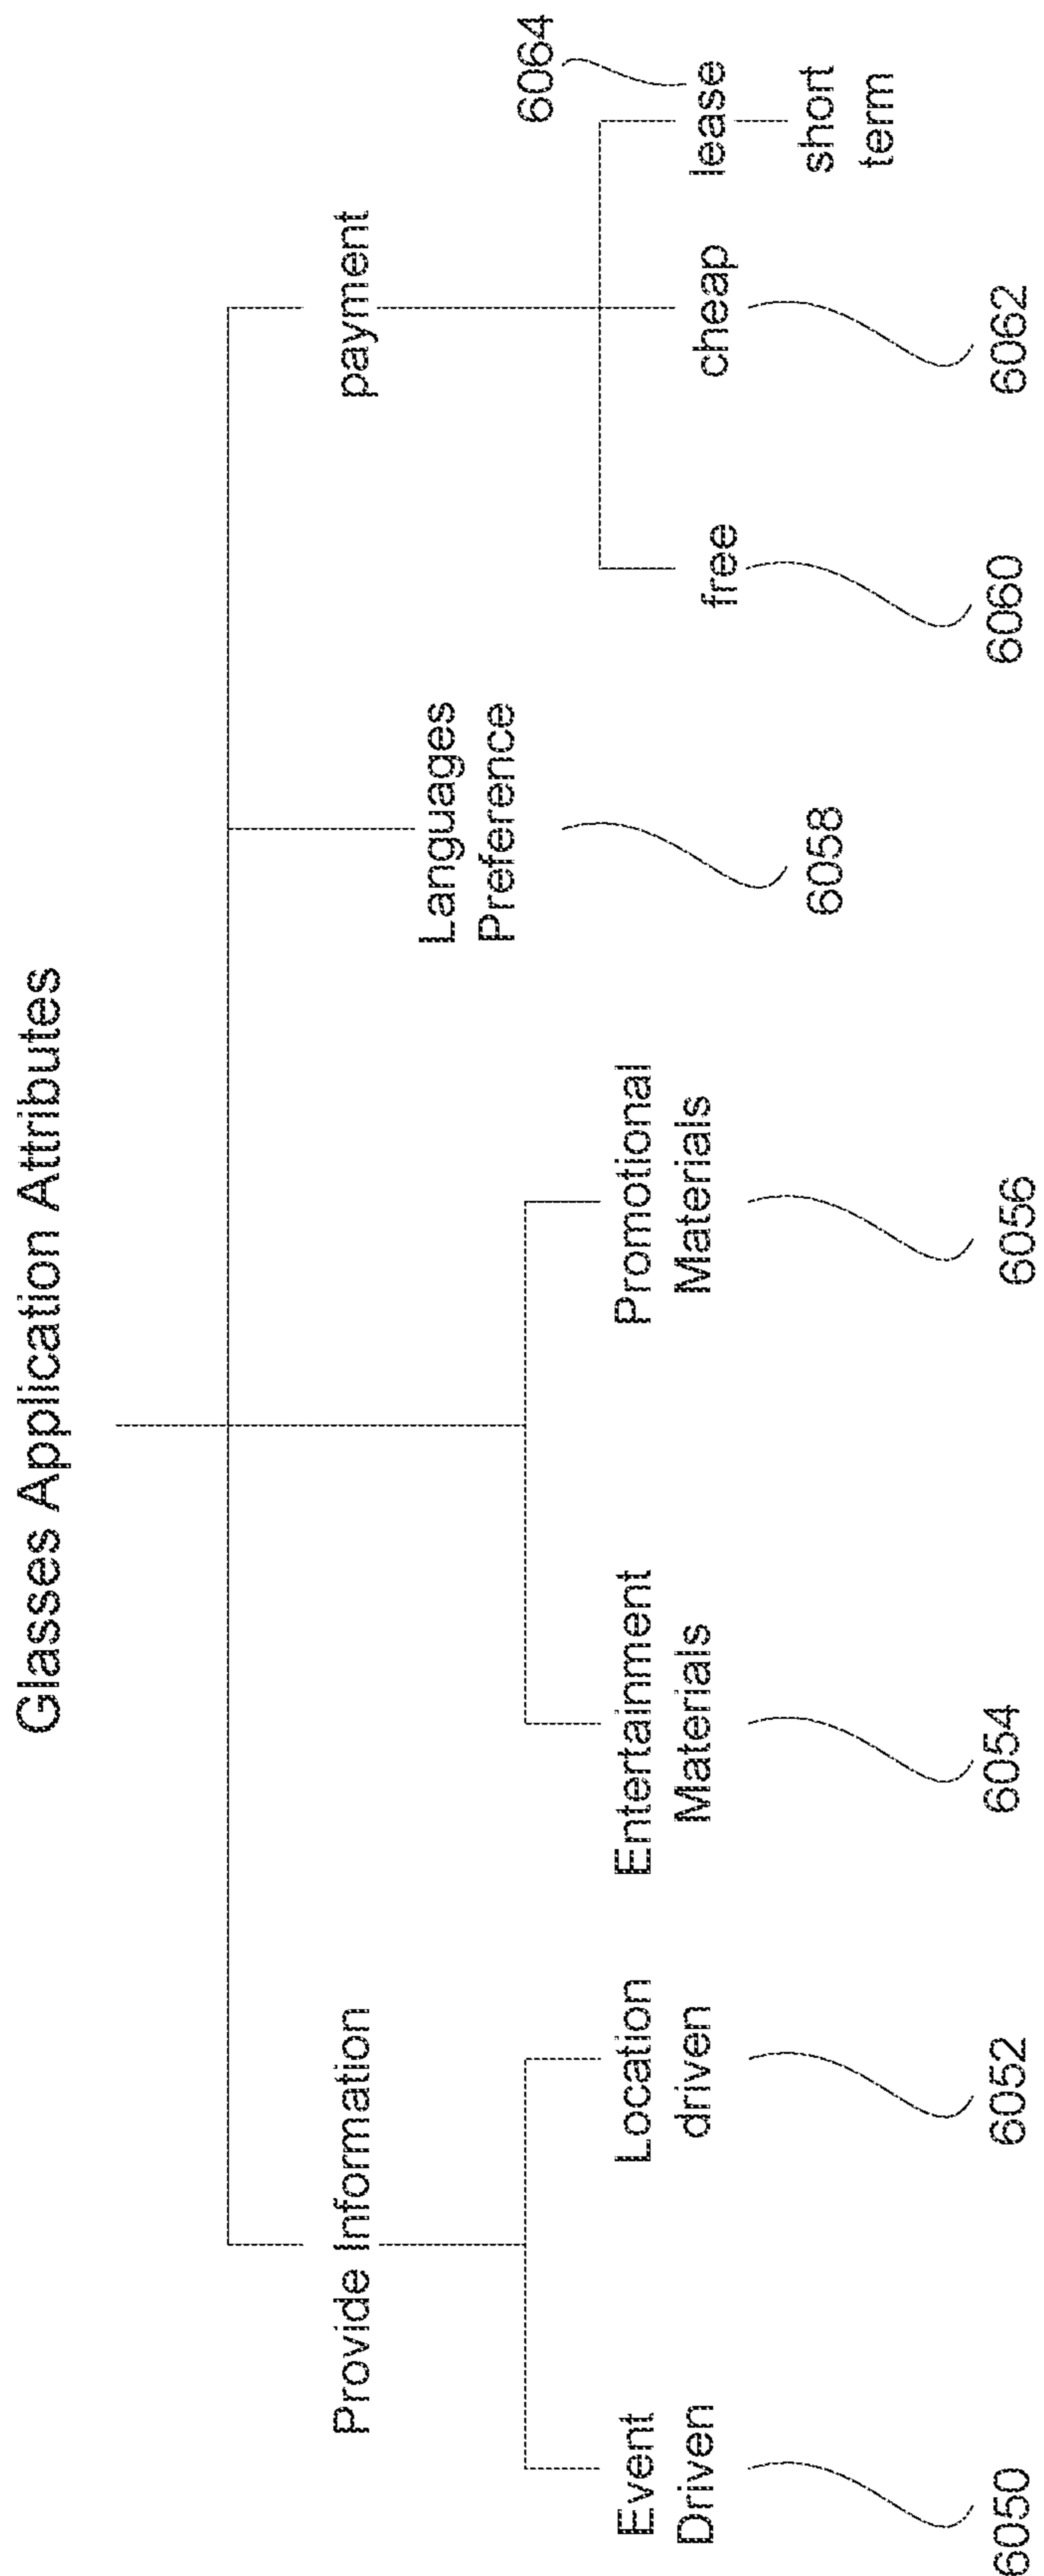 Glasses Application Attributes
Provide Information
payment
Languages
Preference
Event
Driven
Location
driven
Entertainment
Materials
Promotional
Materials
free
cheap
lease
short
term
6050
6052
6054
6056
6058
6060
6062
6064